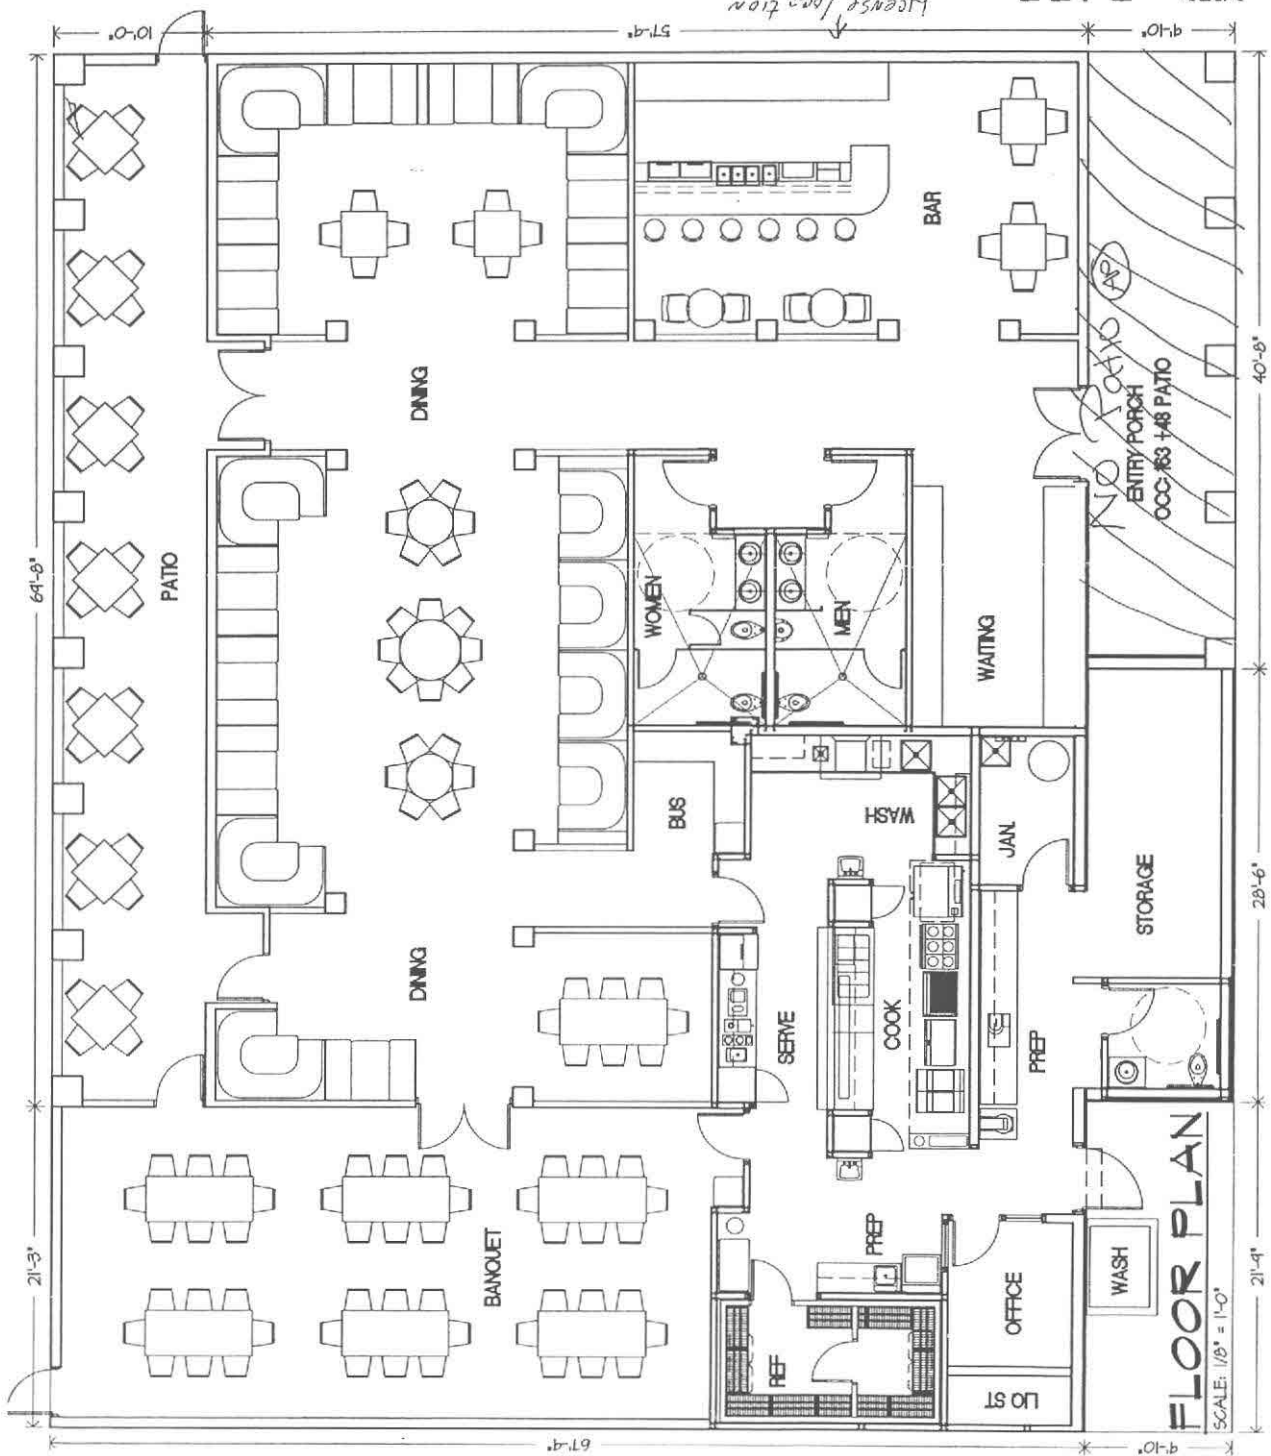 License location
10'-0"
57'-4"
9'-10"
64'-8"
40'-8"
BAR
DINING
PATIO
NO
ENTRY PORCH
OCC: 163 +48 PATIO
WOMEN
MEN
WAITING
BUS
WASH
JAN.
STORAGE
28'-6"
DINING
SERVE
COOK
PREP
21'-3"
BANQUET
PREP
REF
OFFICE
LIQ ST
WASH
21'-4"
FLOOR PLAN
SCALE: 1/8" = 1'-0"
67'-4"
9'-10"